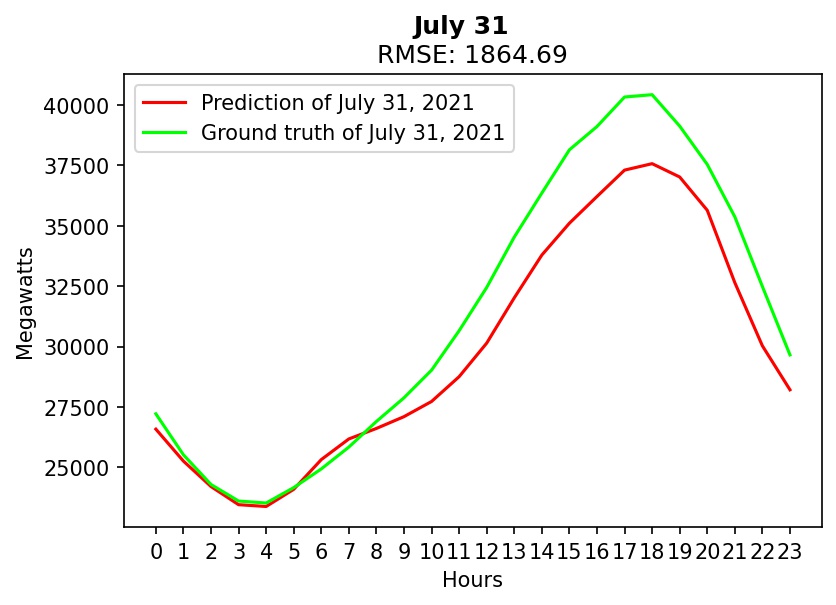 July 31
RMSE: 1864.69
Prediction of July 31, 2021
Ground truth of July 31, 2021
Megawatts
40000
37500
35000
32500
30000
27500
25000
0 1 2 3 4 5 6 7 8 9 10 11 12 13 14 15 16 17 18 19 20 21 22 23
Hours